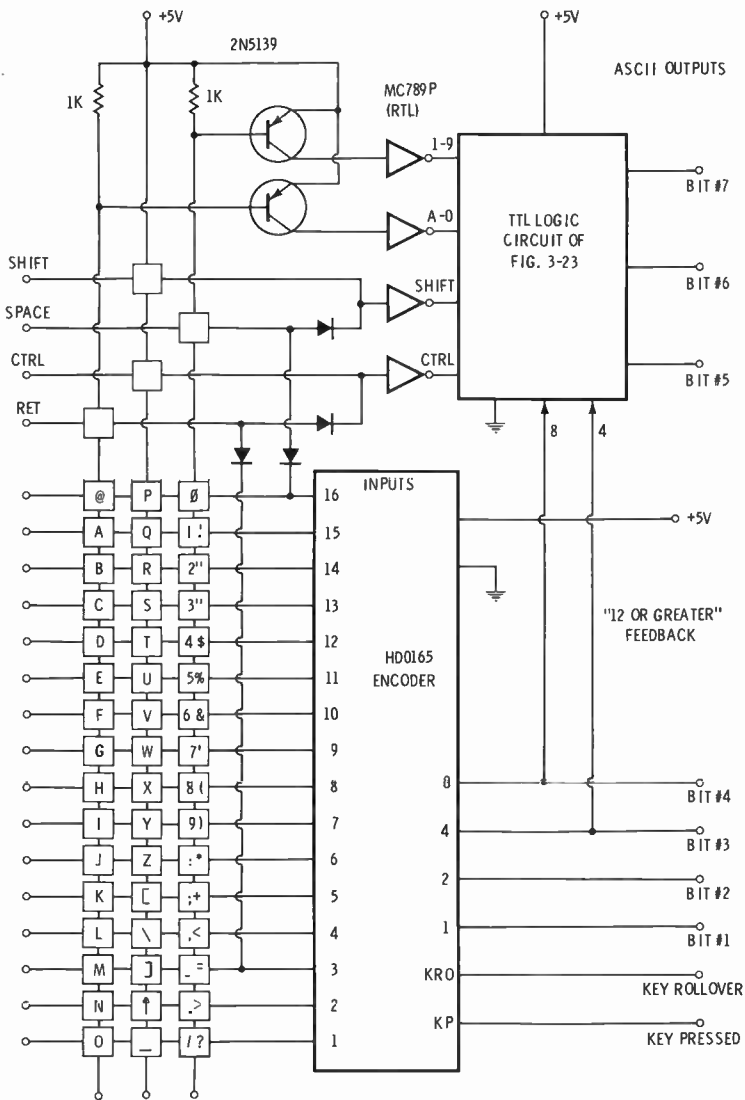 +5V
+5V
2N5139
ASCII OUTPUTS
1K
1K
MC789P
(RTL)
1-9
BIT #7
A-O
TTL LOGIC
CIRCUIT OF
FIG. 3-23
SHIFT
SHIFT
BIT #6
SPACE
CTRL
CTRL
BIT #5
RET
8
4
INPUTS
@ P Ø 16
+5V
A Q 1! 15
B R 2" 14
C S 3" 13
"12 OR GREATER"
FEEDBACK
D T 4$ 12
HD0165
ENCODER
E U 5% 11
F V 6& 10
G W 7' 9
H X 8( 8
8
BIT #4
I Y 9) 7
4
BIT #3
J Z :* 6
2
BIT #2
K [ ;+ 5
1
BIT #1
L \ ,< 4
M ] -= 3
KRO
KEY ROLLOVER
N ↑ .> 2
KP
KEY PRESSED
O _ /? 1